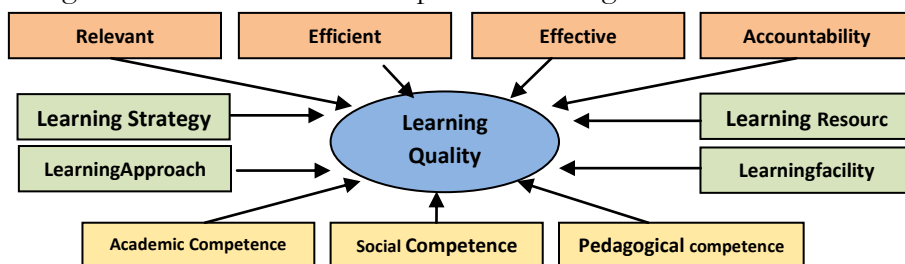 Relevant
Efficient
Effective
Accountability
Learning Strategy
Learning
Quality
Learning Resourc
LearningApproach
Learningfacility
Academic Competence
Social Competence
Pedagogical competence